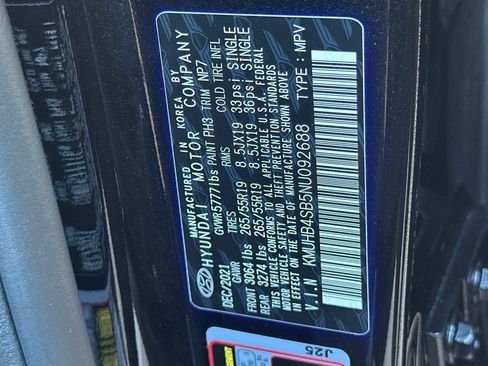 MANUFACTURED IN KOREA BY
HYUNDAI MOTOR COMPANY
DEC/2021 GVWR 5777 lbs PAINT PH3 TRIM NP7
GAWR TIRES RIMS COLD TIRE INFL
FRONT 3064 lbs 265/55R19 8.5JX19 33psi SINGLE
REAR 3274 lbs 265/55R19 8.5JX19 36psi SINGLE
THIS VEHICLE CONFORMS TO ALL APPLICABLE U.S.A. FEDERAL
MOTOR VEHICLE SAFETY AND THEFT PREVENTION STANDARDS
IN EFFECT ON THE DATE OF MANUFACTURE SHOWN ABOVE.
V.I.N KMUHB4SB5NU092688 TYPE : MPV
J25